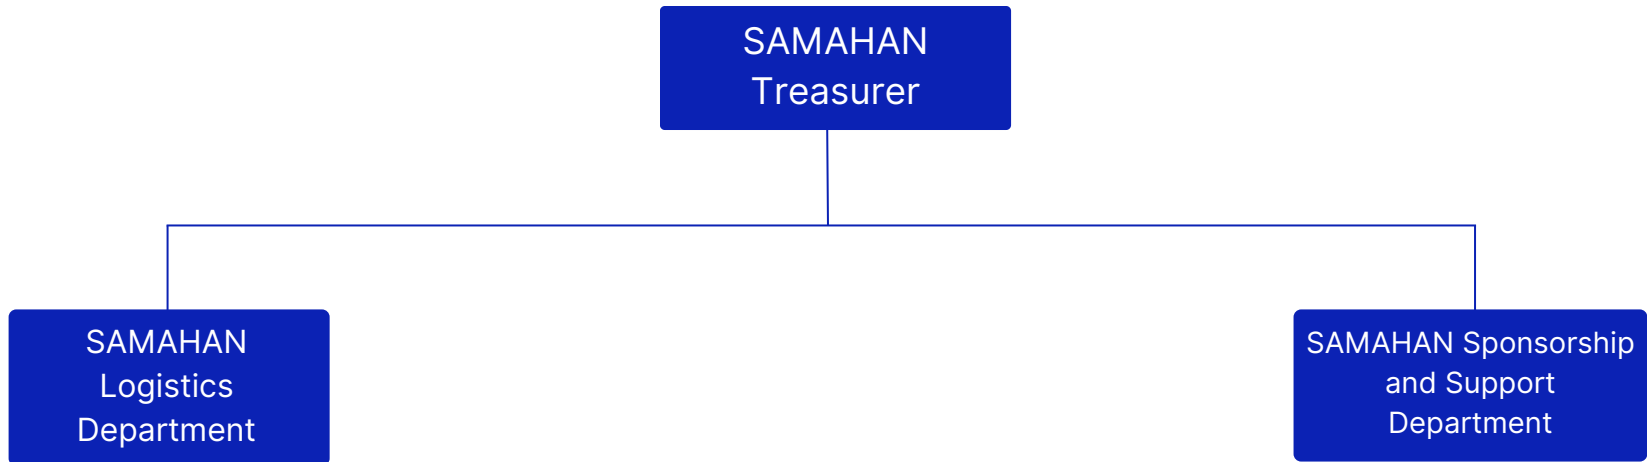 SAMAHAN
Treasurer
SAMAHAN
Logistics
Department
SAMAHAN Sponsorship
and Support
Department